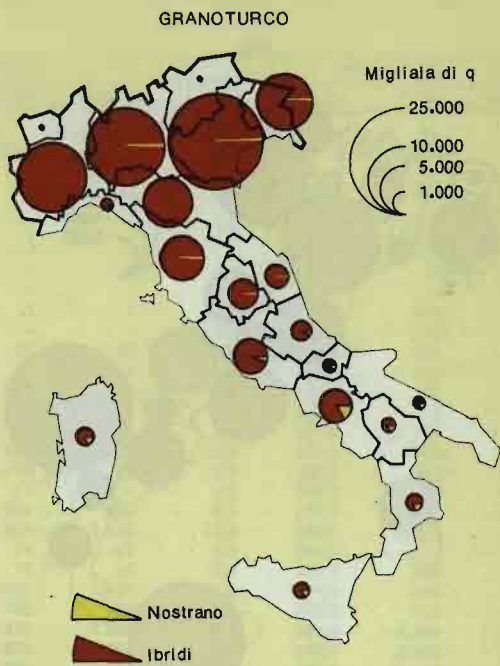 GRANOTURCO
Migliaia di q
25.000
10.000
5.000
1.000
Nostrano
Ibridi